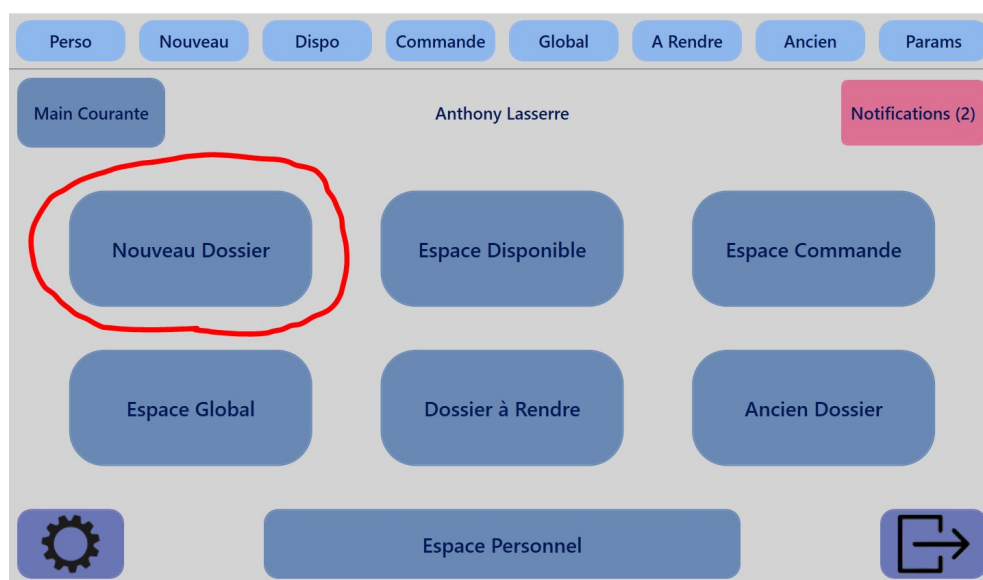 Perso Nouveau Dispo Commande Global A Rendre Ancien Params
Main Courante Anthony Lasserre Notifications (2)
Nouveau Dossier Espace Disponible Espace Commande
Espace Global Dossier à Rendre Ancien Dossier
Espace Personnel